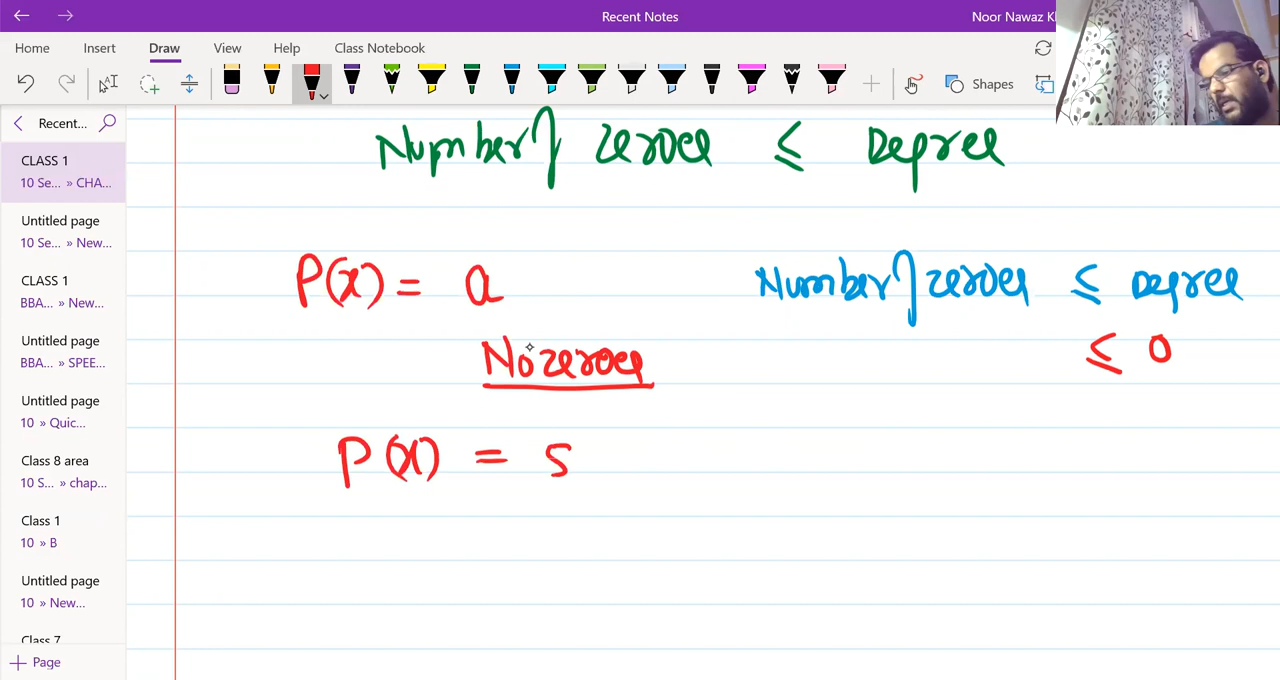 Recent Notes
Noor Nawaz Kh
Home Insert Draw View Help Class Notebook
Shapes
Recent...
CLASS 1
10 Se... » CHA...
Untitled page
10 Se... » New...
CLASS 1
BBA... » New...
Untitled page
BBA... » SPEE...
Untitled page
10 » Quic...
Class 8 area
10 S... » chap...
Class 1
10 » B
Untitled page
10 » New...
Class 7
+ Page
Number of zeroes ≤ Degree
P(x) = a
Number of zeroes ≤ Degree
No zeroes
≤ 0
P(x) = 5